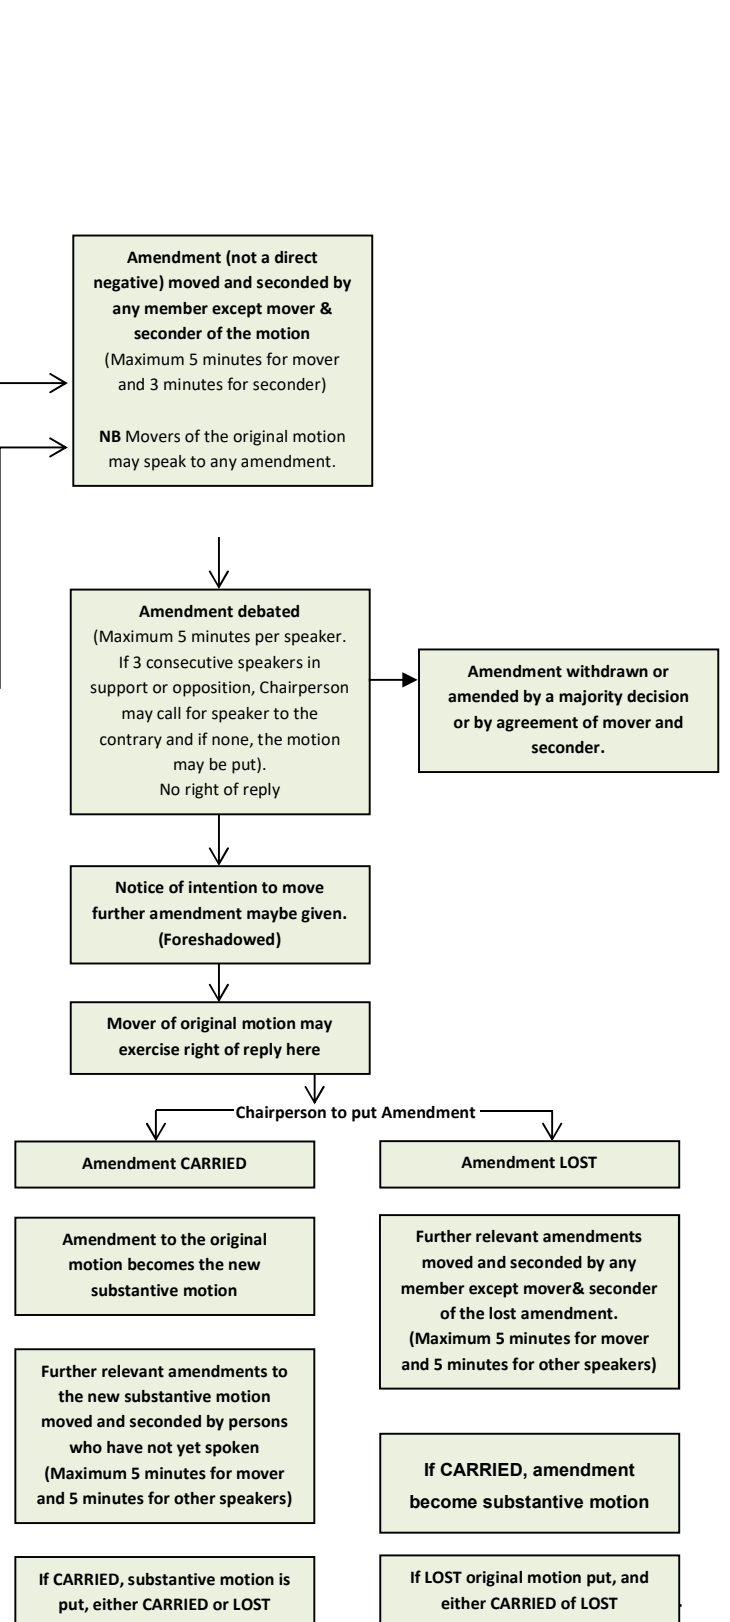 Amendment (not a direct
negative) moved and seconded by
any member except mover &
seconder of the motion
(Maximum 5 minutes for mover
and 3 minutes for seconder)
NB Movers of the original motion
may speak to any amendment.
Amendment debated
(Maximum 5 minutes per speaker.
If 3 consecutive speakers in
support or opposition, Chairperson
may call for speaker to the
contrary and if none, the motion
may be put).
No right of reply
Amendment withdrawn or
amended by a majority decision
or by agreement of mover and
seconder.
Notice of intention to move
further amendment maybe given.
(Foreshadowed)
Mover of original motion may
exercise right of reply here
Chairperson to put Amendment
Amendment CARRIED
Amendment to the original
motion becomes the new
substantive motion
Further relevant amendments to
the new substantive motion
moved and seconded by persons
who have not yet spoken
(Maximum 5 minutes for mover
and 5 minutes for other speakers)
If CARRIED, substantive motion is
put, either CARRIED or LOST
Amendment LOST
Further relevant amendments
moved and seconded by any
member except mover& seconder
of the lost amendment.
(Maximum 5 minutes for mover
and 5 minutes for other speakers)
If CARRIED, amendment
become substantive motion
If LOST original motion put, and
either CARRIED of LOST